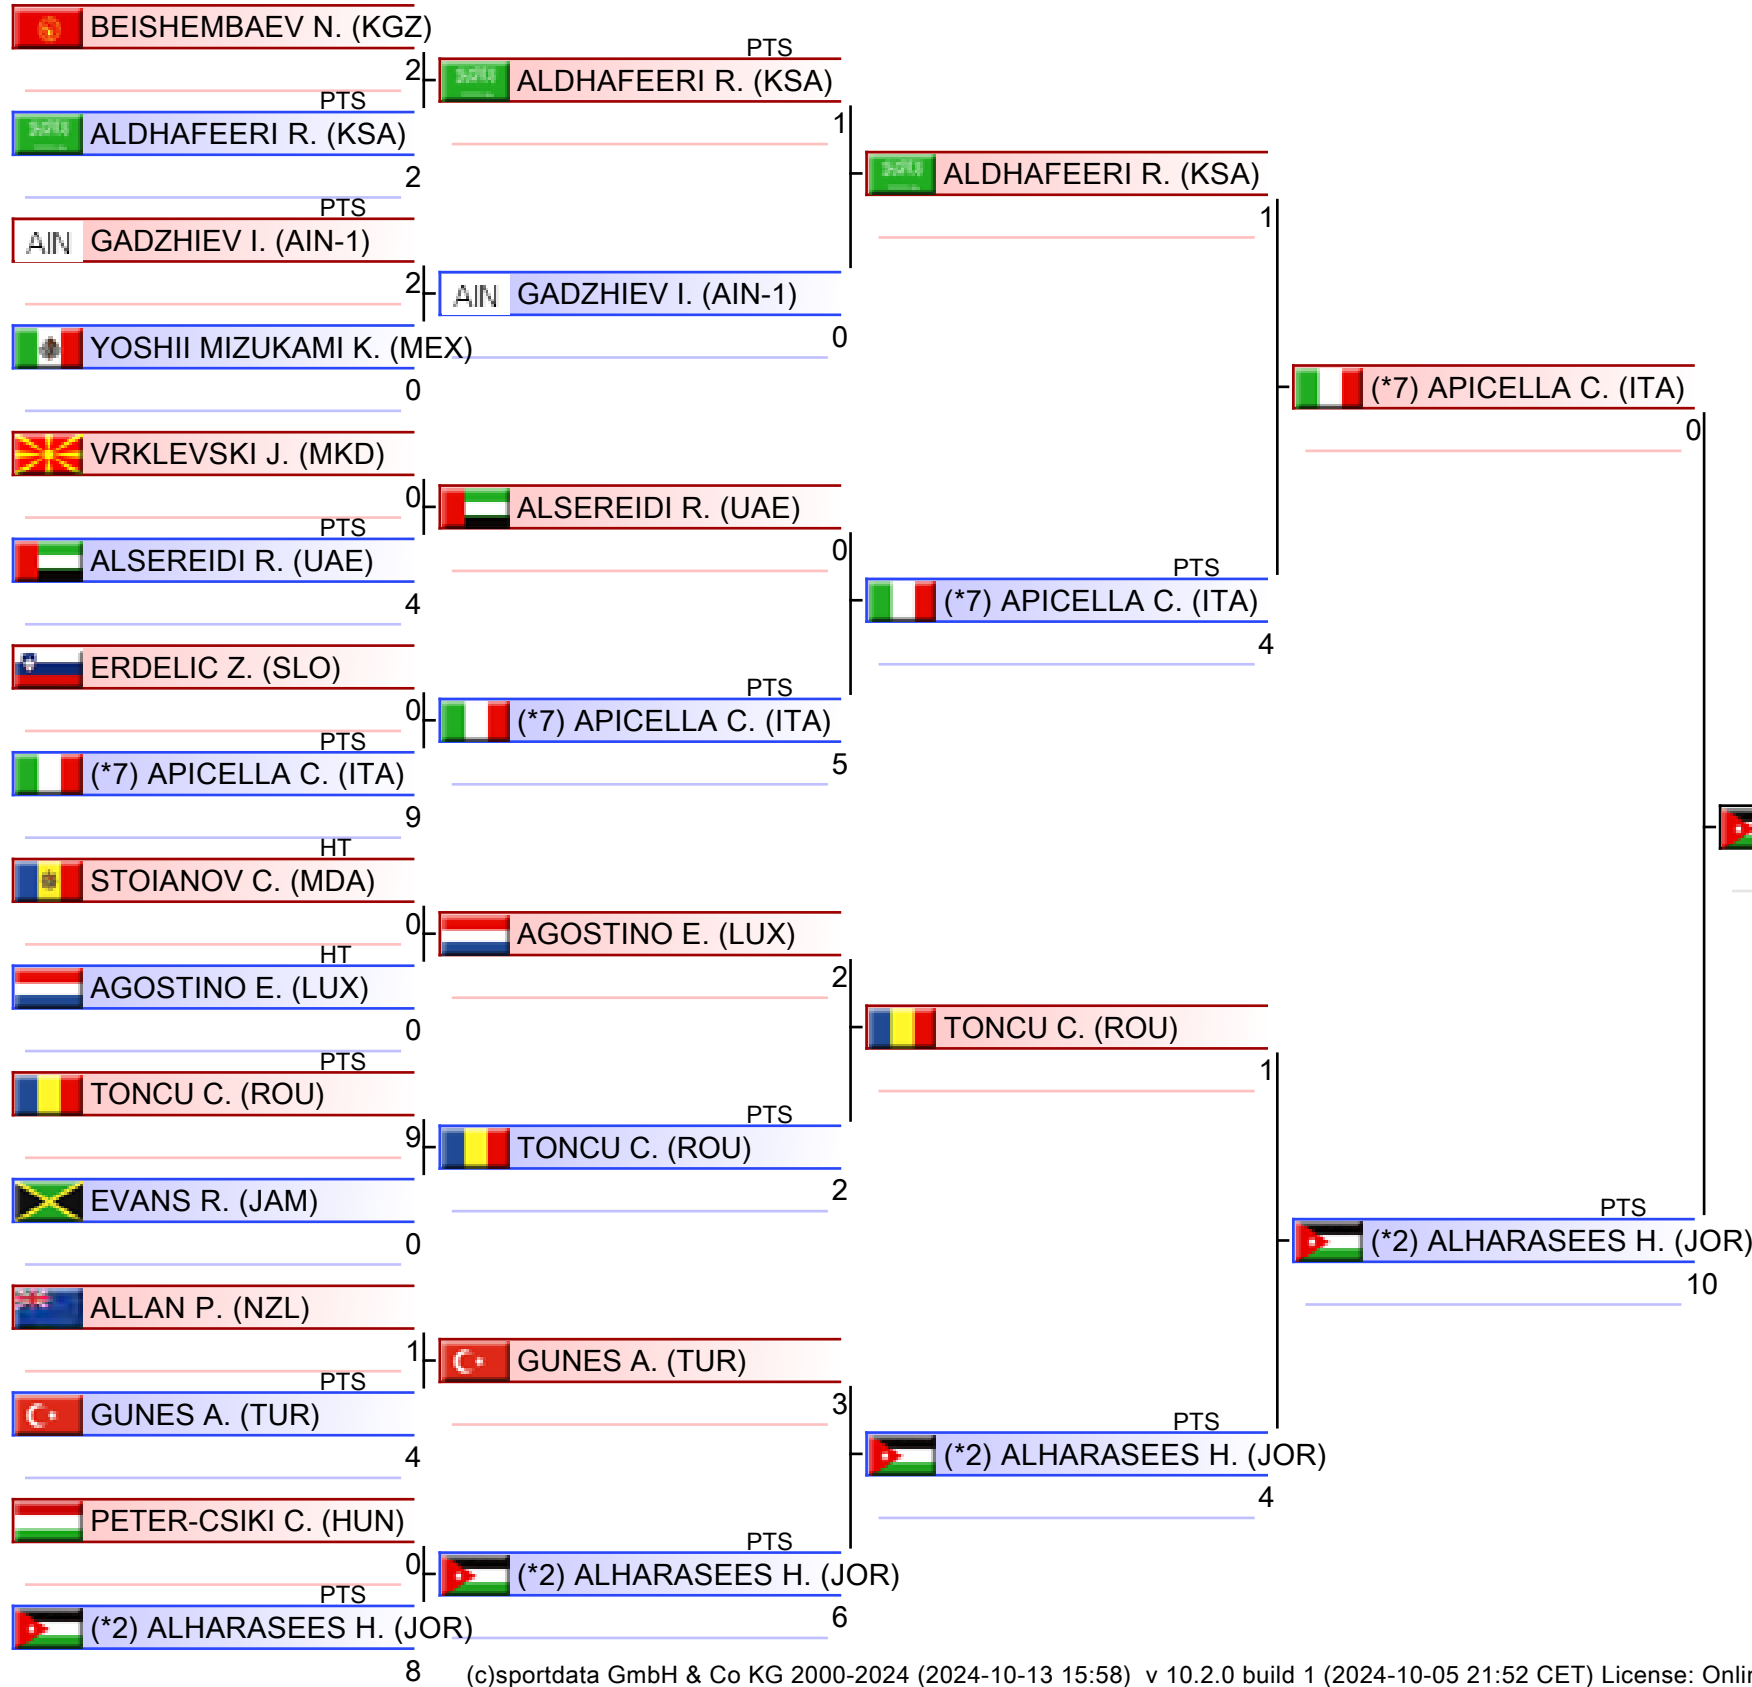 BEISHEMBAEV N. (KGZ)
2
PTS
ALDHAFEERI R. (KSA)
2
PTS
GADZHIEV I. (AIN-1)
AIN
2
YOSHII MIZUKAMI K. (MEX)
0
VRKLEVSKI J. (MKD)
0
PTS
ALSEREIDI R. (UAE)
4
ERDELIC Z. (SLO)
0
PTS
(*7) APICELLA C. (ITA)
9
HT
STOIANOV C. (MDA)
0
HT
AGOSTINO E. (LUX)
0
PTS
TONCU C. (ROU)
9
EVANS R. (JAM)
0
ALLAN P. (NZL)
1
PTS
GUNES A. (TUR)
4
PETER-CSIKI C. (HUN)
0
PTS
(*2) ALHARASEES H. (JOR)
8
PTS
ALDHAFEERI R. (KSA)
1
AIN
GADZHIEV I. (AIN-1)
0
ALSEREIDI R. (UAE)
0
PTS
(*7) APICELLA C. (ITA)
5
AGOSTINO E. (LUX)
2
PTS
TONCU C. (ROU)
2
GUNES A. (TUR)
3
PTS
(*2) ALHARASEES H. (JOR)
6
ALDHAFEERI R. (KSA)
1
PTS
(*7) APICELLA C. (ITA)
4
TONCU C. (ROU)
1
PTS
(*2) ALHARASEES H. (JOR)
4
(*7) APICELLA C. (ITA)
0
PTS
(*2) ALHARASEES H. (JOR)
10
(c)sportdata GmbH & Co KG 2000-2024 (2024-10-13 15:58) v 10.2.0 build 1 (2024-10-05 21:52 CET) License: Onlin